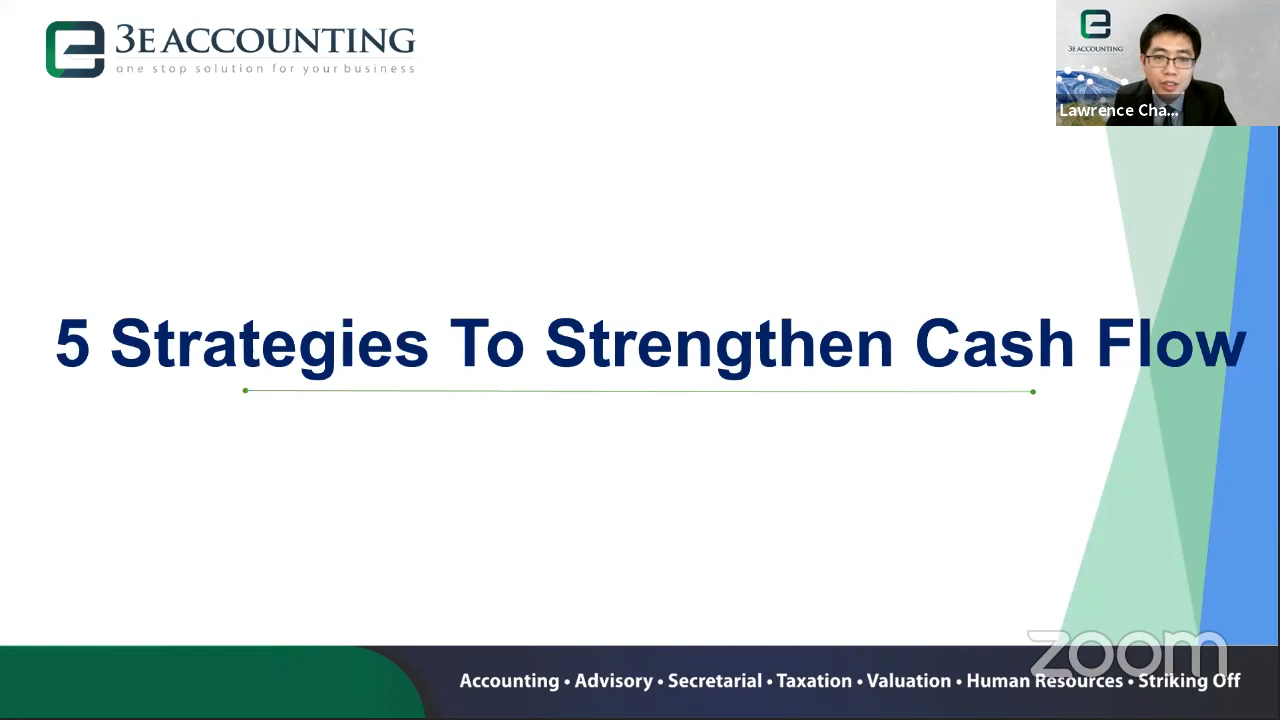 3E ACCOUNTING
one stop solution for your business
3E ACCOUNTING
Lawrence Cha...
5 Strategies To Strengthen Cash Flow
zoom
Accounting • Advisory • Secretarial • Taxation • Valuation • Human Resources • Striking Off